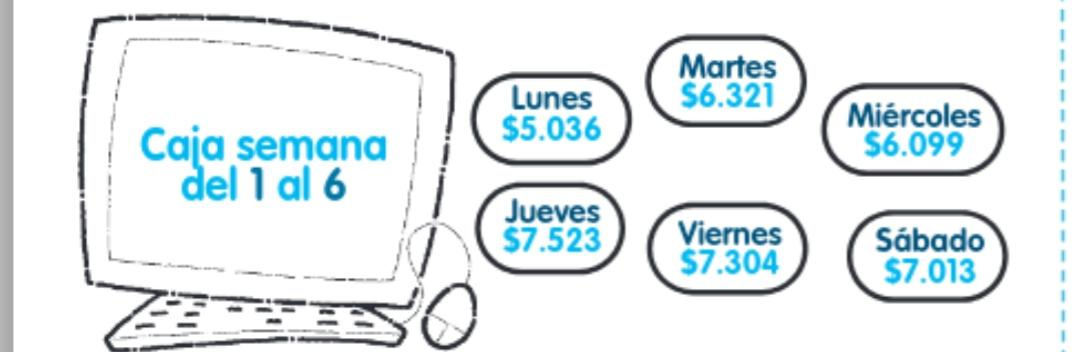 Caja semana
del 1 al 6
Lunes
$5.036
Martes
$6.321
Miércoles
$6.099
Jueves
$7.523
Viernes
$7.304
Sábado
$7.013